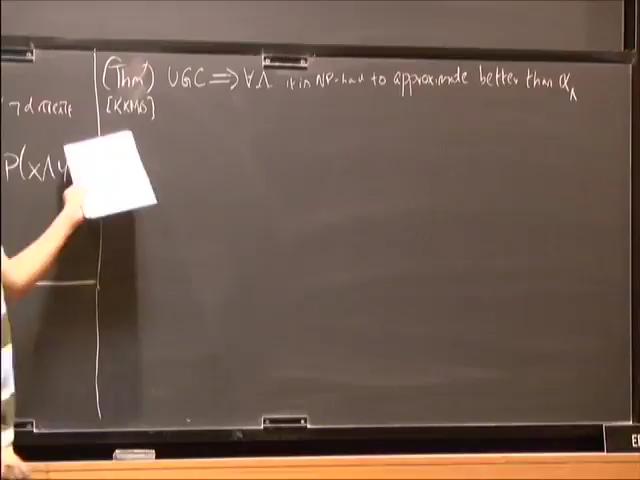 (Thm) UGC ⟹ ∀Λ it is NP-hard to approximate better than α_Λ
[KKMO]
P(x∧y